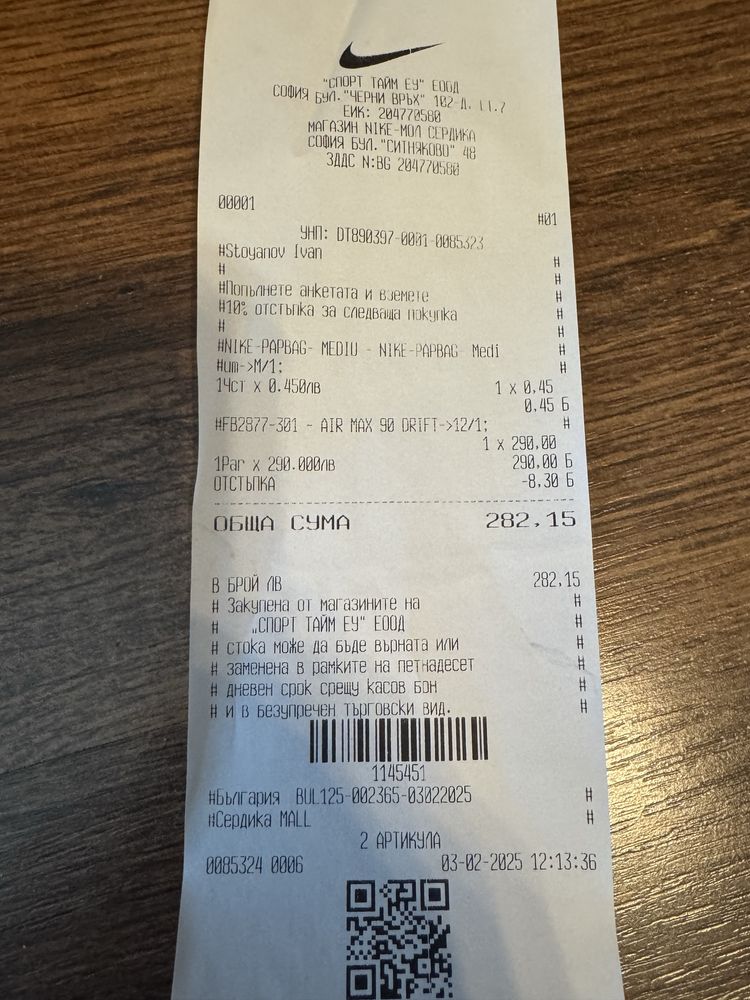 "СПОРТ ТАЙМ ЕУ" ЕООД
СОФИЯ БУЛ."ЧЕРНИ ВРЪХ" 102-Д, ЕТ.7
ЕИК: 204770580
МАГАЗИН NIKE-МОЛ СЕРДИКА
СОФИЯ БУЛ."СИТНЯКОВО" 48
ЗДДС N:BG 204770580
00001
#01
УНП: DT890397-0001-0085323
#Stoyanov Ivan #
# #
#Попълнете анкетата и вземете #
#10% отстъпка за следваща покупка #
# #
#NIKE-PAPBAG- MEDIU - NIKE-PAPBAG Medi #
#um->M/1; #
1Чст x 0.450лв 1 x 0,45
0,45 Б
#FB2877-301 - AIR MAX 90 DRIFT->12/1; #
1 x 290,00
1Par x 290.000лв 290,00 Б
ОТСТЪПКА -8,30 Б
ОБЩА СУМА 282,15
В БРОЙ ЛВ 282,15
# Закупена от магазините на #
# „СПОРТ ТАЙМ ЕУ" ЕООД #
# стока може да бъде върната или #
# заменена в рамките на петнадесет #
# дневен срок срещу касов бон #
# и в безупречен търговски вид. #
1145451
#България BUL125-002365-03022025 #
#Сердика MALL #
2 АРТИКУЛА
0085324 0006 03-02-2025 12:13:36